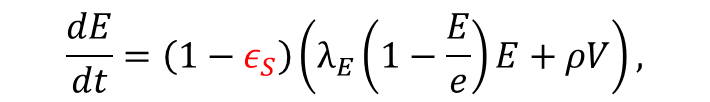 dE/dt = (1 − ϵ_S) (λ_E (1 − E/e) E + ρV) ,